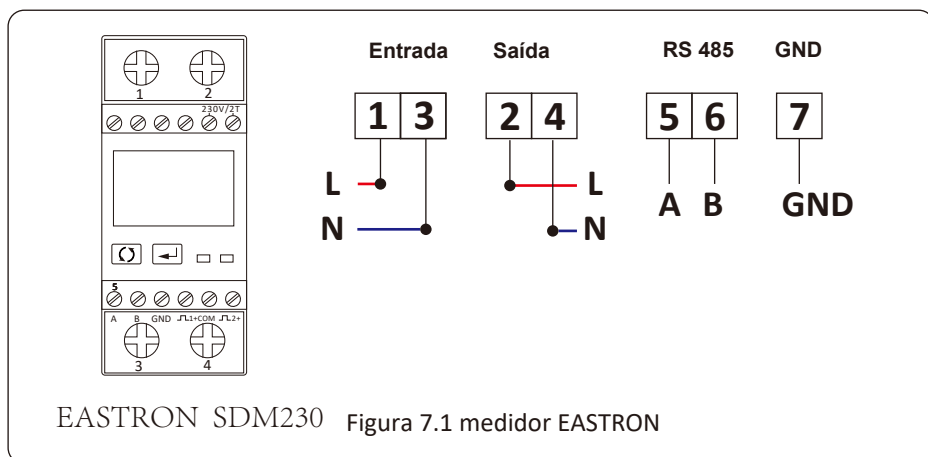 Entrada Saída RS 485 GND
1 2
230V/2T
1 3 2 4 5 6 7
L L
A B GND
N N
5
A B GND 1+COM 2+
3 4
EASTRON SDM230 Figura 7.1 medidor EASTRON